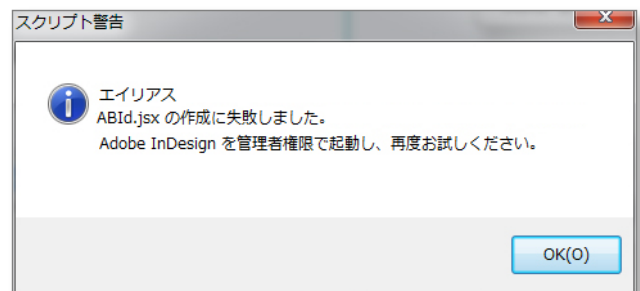 スクリプト警告
エイリアス
ABId.jsx の作成に失敗しました。
Adobe InDesign を管理者権限で起動し、再度お試しください。
OK(O)